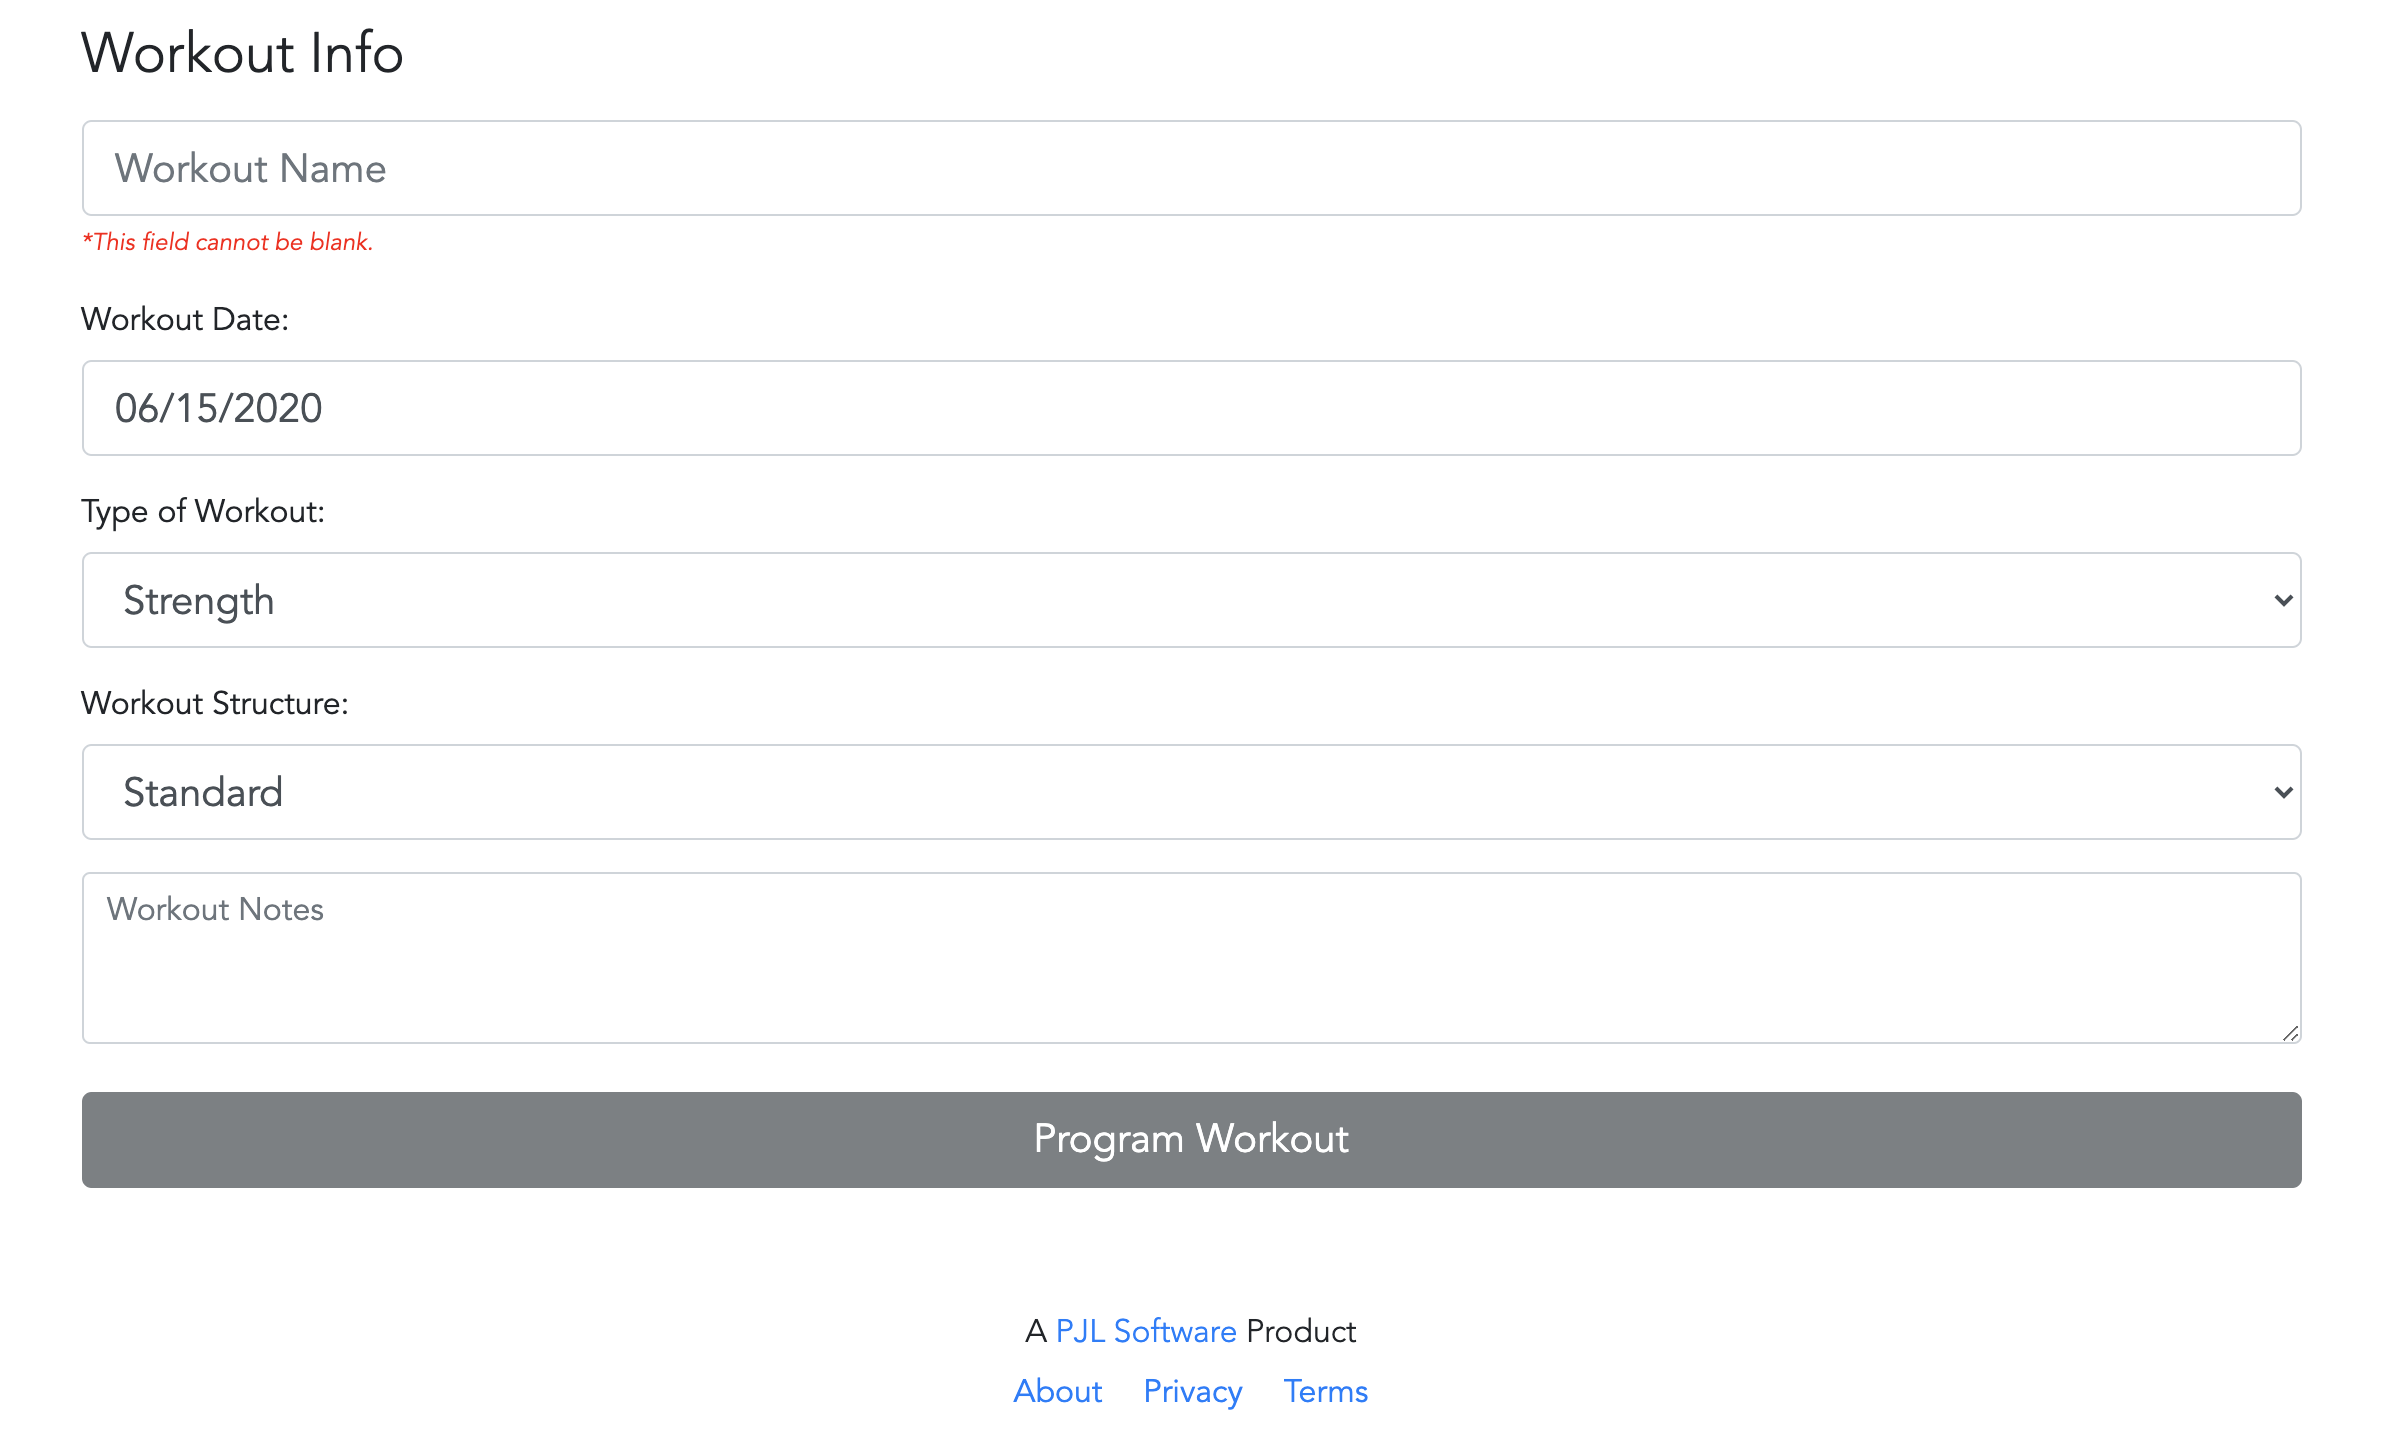 Workout Info
Workout Name
*This field cannot be blank.
Workout Date:
06/15/2020
Type of Workout:
Strength
Workout Structure:
Standard
Workout Notes
Program Workout
A PJL Software Product
About Privacy Terms